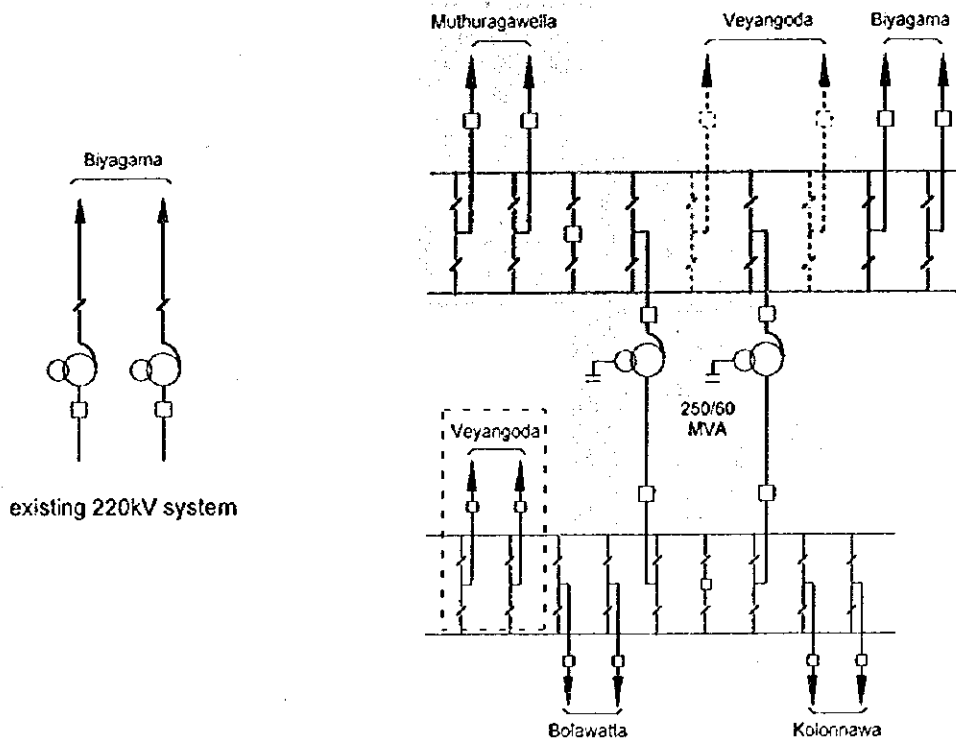 Muthuragawella
Veyangoda
Biyagama
Biyagama
250/60
MVA
Veyangoda
existing 220kV system
Bolawatta
Kolonnawa